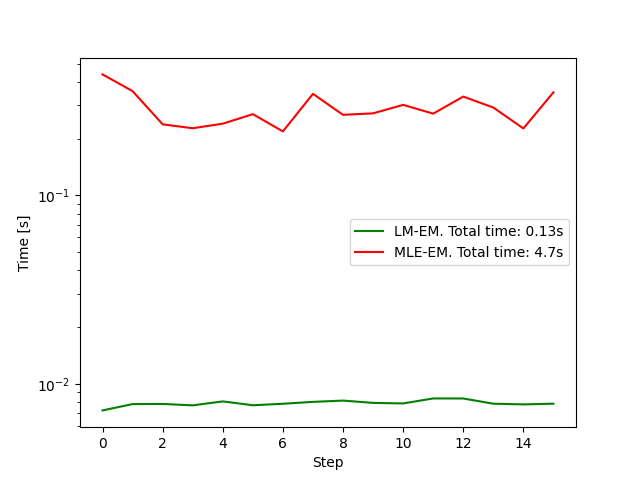 Time [s]
10⁻¹
10⁻²
LM-EM. Total time: 0.13s
MLE-EM. Total time: 4.7s
0 2 4 6 8 10 12 14
Step